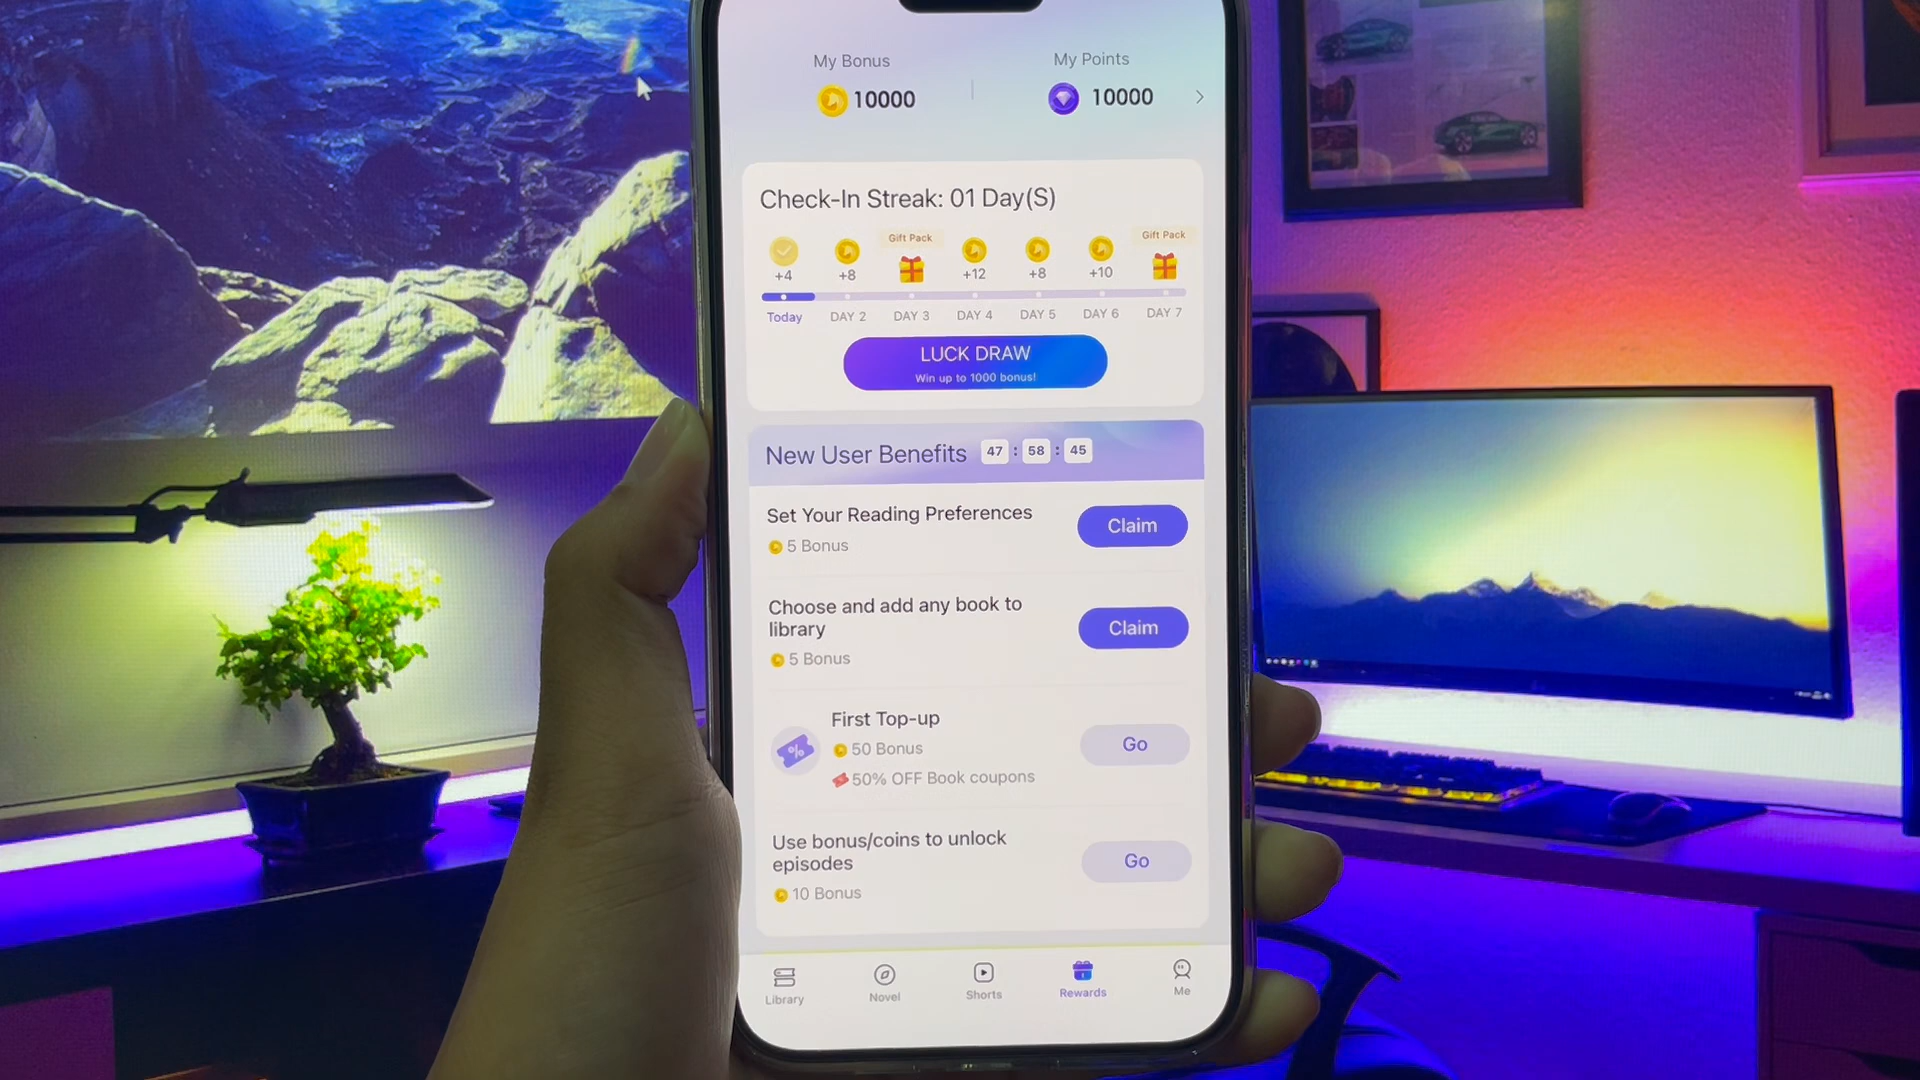 My Bonus
My Points
10000
10000
Check-In Streak: 01 Day(S)
Gift Pack
Gift Pack
+4
+8
+12
+8
+10
Today
DAY 2
DAY 3
DAY 4
DAY 5
DAY 6
DAY 7
LUCK DRAW
Win up to 1000 bonus!
New User Benefits 47 : 58 : 45
Set Your Reading Preferences
5 Bonus
Claim
Choose and add any book to
library
5 Bonus
Claim
First Top-up
50 Bonus
50% OFF Book coupons
Go
%
Use bonus/coins to unlock
episodes
10 Bonus
Go
Library
Novel
Shorts
Rewards
Me